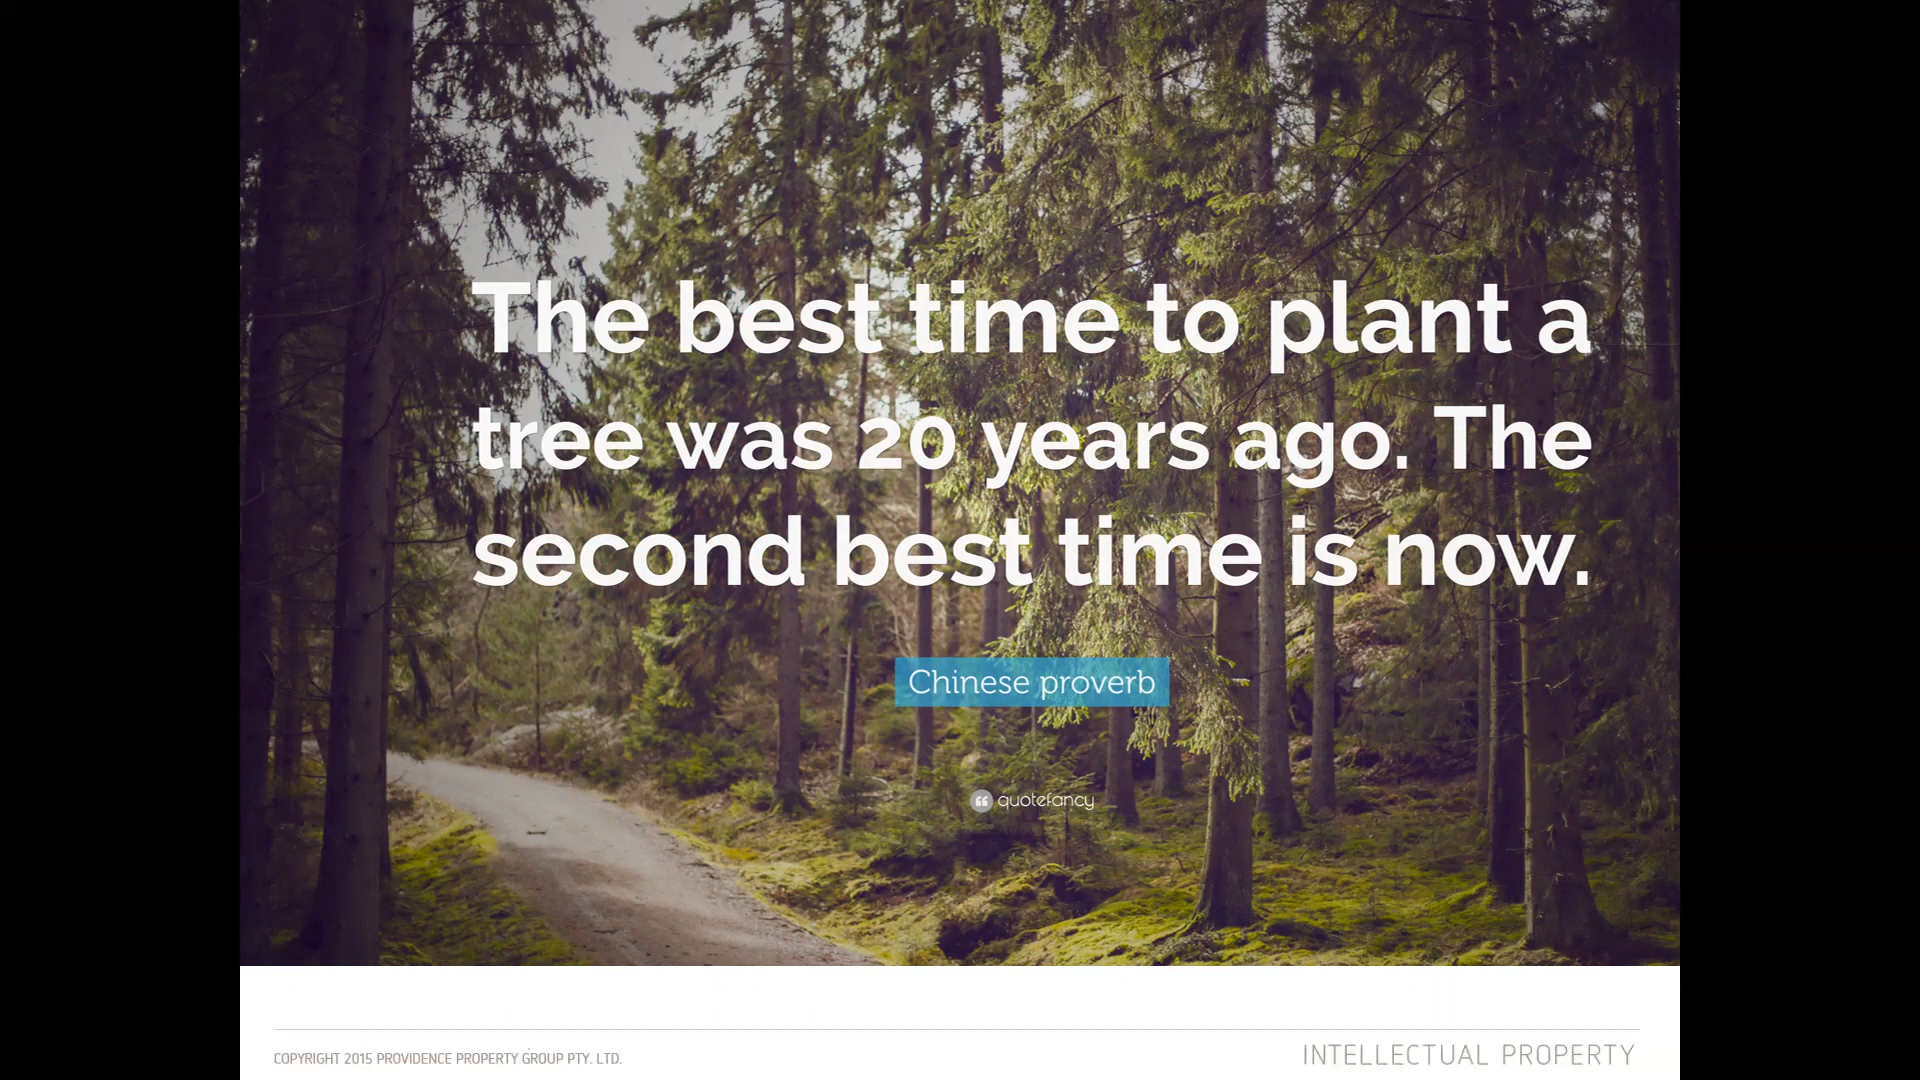 The best time to plant a
tree was 20 years ago. The
second best time is now.
Chinese proverb
quotefancy
COPYRIGHT 2015 PROVIDENCE PROPERTY GROUP PTY. LTD.
INTELLECTUAL PROPERTY